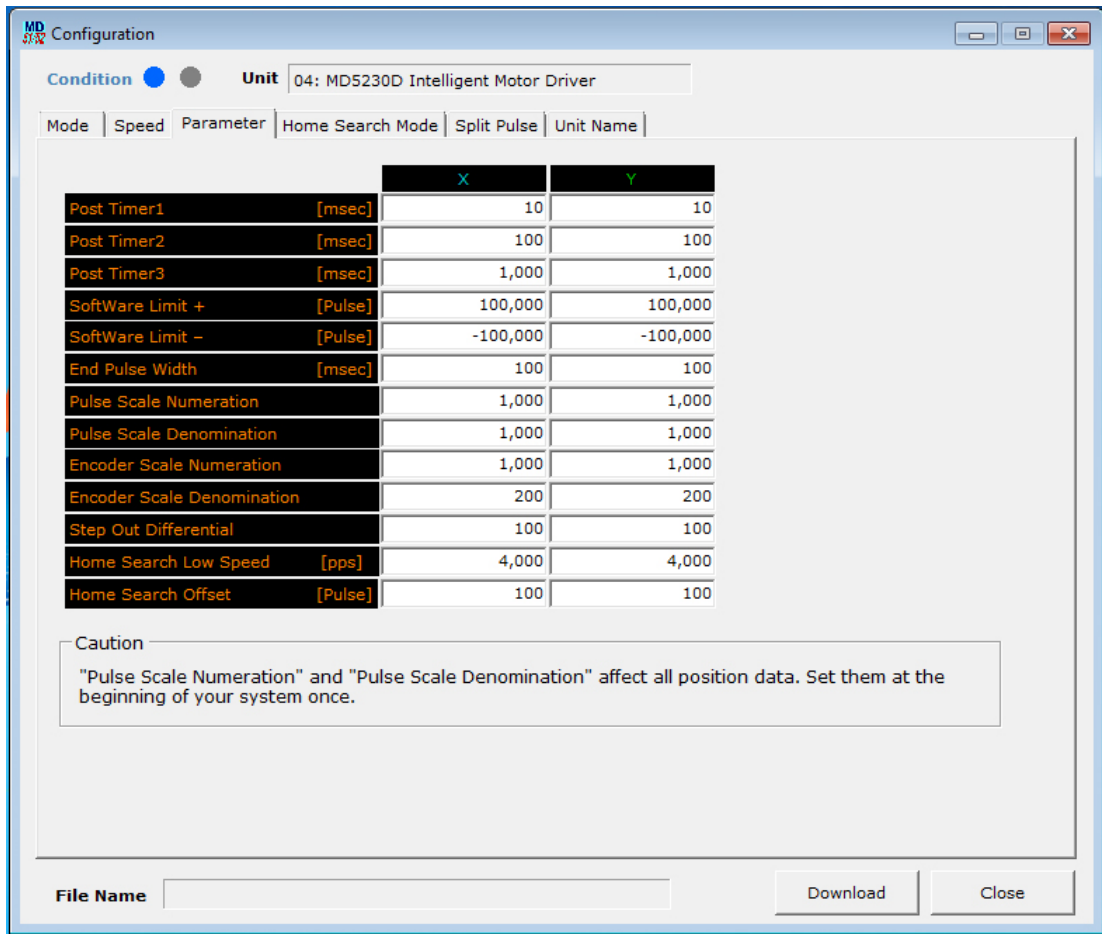 MD Configuration
Condition Unit 04: MD5230D Intelligent Motor Driver
Mode Speed Parameter Home Search Mode Split Pulse Unit Name
X Y
Post Timer1 [msec] 10 10
Post Timer2 [msec] 100 100
Post Timer3 [msec] 1,000 1,000
SoftWare Limit + [Pulse] 100,000 100,000
SoftWare Limit − [Pulse] -100,000 -100,000
End Pulse Width [msec] 100 100
Pulse Scale Numeration 1,000 1,000
Pulse Scale Denomination 1,000 1,000
Encoder Scale Numeration 1,000 1,000
Encoder Scale Denomination 200 200
Step Out Differential 100 100
Home Search Low Speed [pps] 4,000 4,000
Home Search Offset [Pulse] 100 100
Caution
"Pulse Scale Numeration" and "Pulse Scale Denomination" affect all position data. Set them at the
beginning of your system once.
File Name Download Close